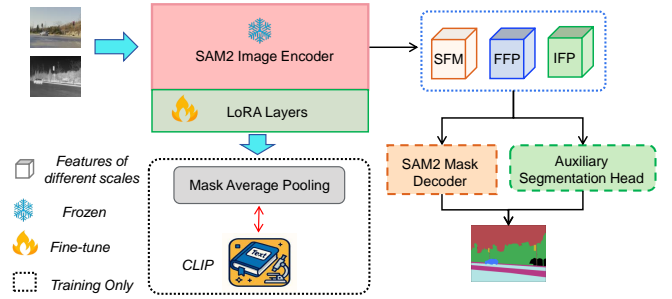 SAM2 Image Encoder
LoRA Layers
SFM
FFP
IFP
SAM2 Mask
Decoder
Auxiliary
Segmentation Head
Mask Average Pooling
CLIP
Text
Features of
different scales
Frozen
Fine-tune
Training Only